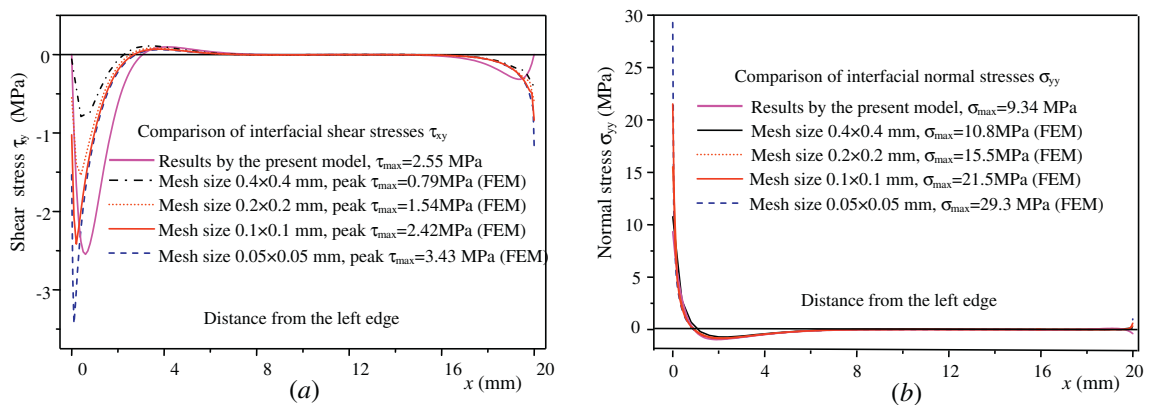 0
-1
-2
-3
Shear stress τxy (MPa)
Comparison of interfacial shear stresses τxy
Results by the present model, τmax=2.55 MPa
Mesh size 0.4×0.4 mm, peak τmax=0.79MPa (FEM)
Mesh size 0.2×0.2 mm, peak τmax=1.54MPa (FEM)
Mesh size 0.1×0.1 mm, peak τmax=2.42MPa (FEM)
Mesh size 0.05×0.05 mm, peak τmax=3.43 MPa (FEM)
Distance from the left edge
0 4 8 12 16 20
x (mm)
(a)
30
25
20
15
10
5
0
Normal stress σyy (MPa)
Comparison of interfacial normal stresses σyy
Results by the present model, σmax=9.34 MPa
Mesh size 0.4×0.4 mm, σmax=10.8MPa (FEM)
Mesh size 0.2×0.2 mm, σmax=15.5MPa (FEM)
Mesh size 0.1×0.1 mm, σmax=21.5MPa (FEM)
Mesh size 0.05×0.05 mm, σmax=29.3 MPa (FEM)
Distance from the left edge
0 4 8 12 16 20
x (mm)
(b)